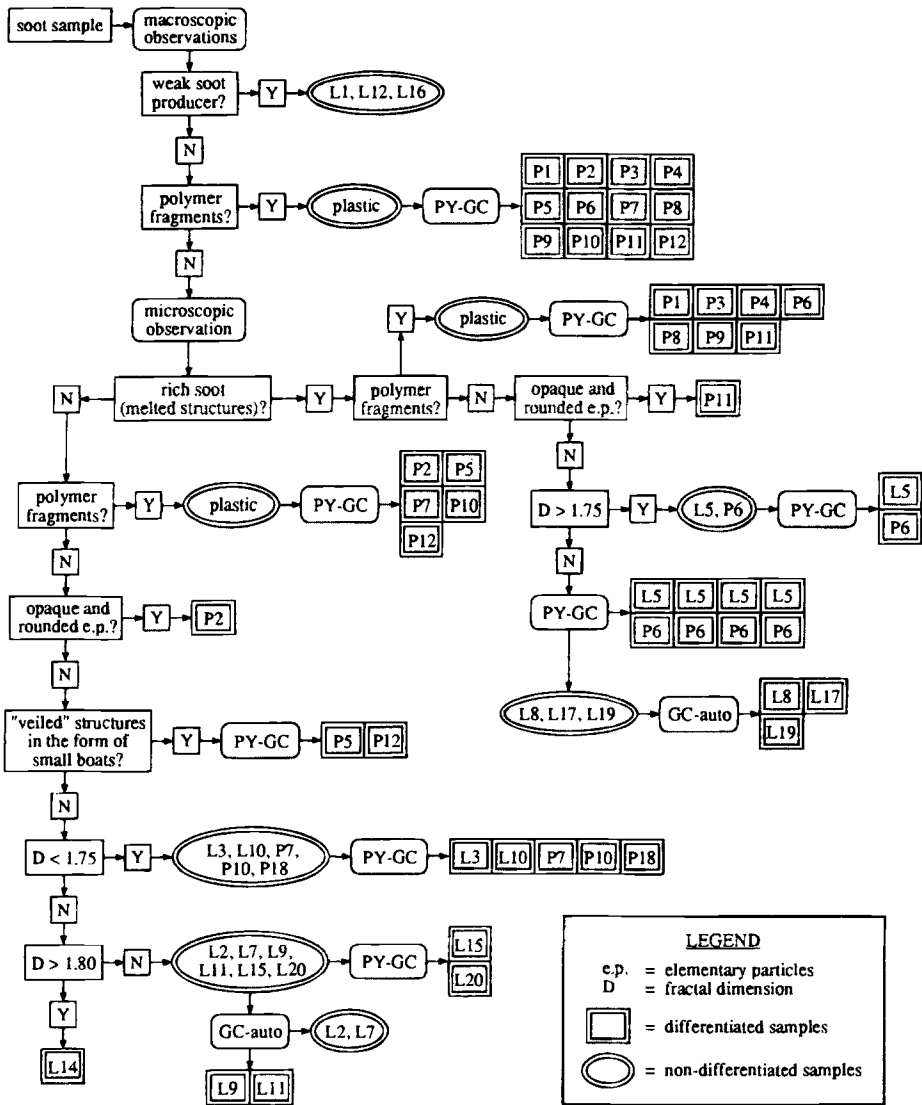 soot sample
macroscopic
observations
weak soot
producer?
Y
L1, L12, L16
N
polymer
fragments?
Y
plastic
PY-GC
P1 P2 P3 P4
P5 P6 P7 P8
P9 P10 P11 P12
N
microscopic
observation
Y
plastic
PY-GC
P1 P3 P4 P6
P8 P9 P11
N
rich soot
(melted structures)?
Y
polymer
fragments?
N
opaque and
rounded e.p.?
Y
P11
N
polymer
fragments?
Y
plastic
PY-GC
P2 P5
P7 P10
P12
D > 1.75
Y
L5, P6
PY-GC
L5
P6
N
N
opaque and
rounded e.p.?
Y
P2
PY-GC
L5 L5 L5 L5
P6 P6 P6 P6
N
L8, L17, L19
GC-auto
L8 L17
L19
"veiled" structures
in the form of
small boats?
Y
PY-GC
P5 P12
N
D < 1.75
Y
L3, L10, P7,
P10, P18
PY-GC
L3 L10 P7 P10 P18
N
D > 1.80
N
L2, L7, L9,
L11, L15, L20
PY-GC
L15
L20
Y
L14
GC-auto
L2, L7
L9 L11
LEGEND
e.p. = elementary particles
D = fractal dimension
= differentiated samples
= non-differentiated samples